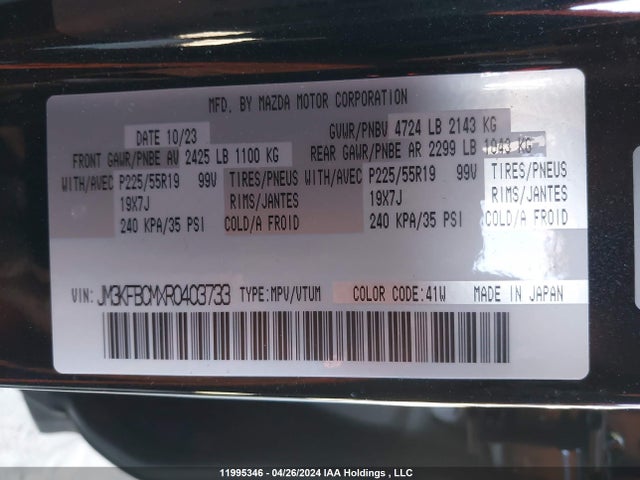 MFD. BY MAZDA MOTOR CORPORATION
DATE 10/23 GVWR/PNBV 4724 LB 2143 KG
FRONT GAWR/PNBE AV 2425 LB 1100 KG REAR GAWR/PNBE AR 2299 LB 1043 KG
WITH/AVEC P225/55R19 99V TIRES/PNEUS WITH/AVEC P225/55R19 99V TIRES/PNEUS
19X7J RIMS/JANTES 19X7J RIMS/JANTES
240 KPA/35 PSI COLD/A FROID 240 KPA/35 PSI COLD/A FROID
VIN: JM3KFBCMXR0403733 TYPE:MPV/VTUM COLOR CODE:41W MADE IN JAPAN
11995346 04/26/2024 IAA Holdings , LLC